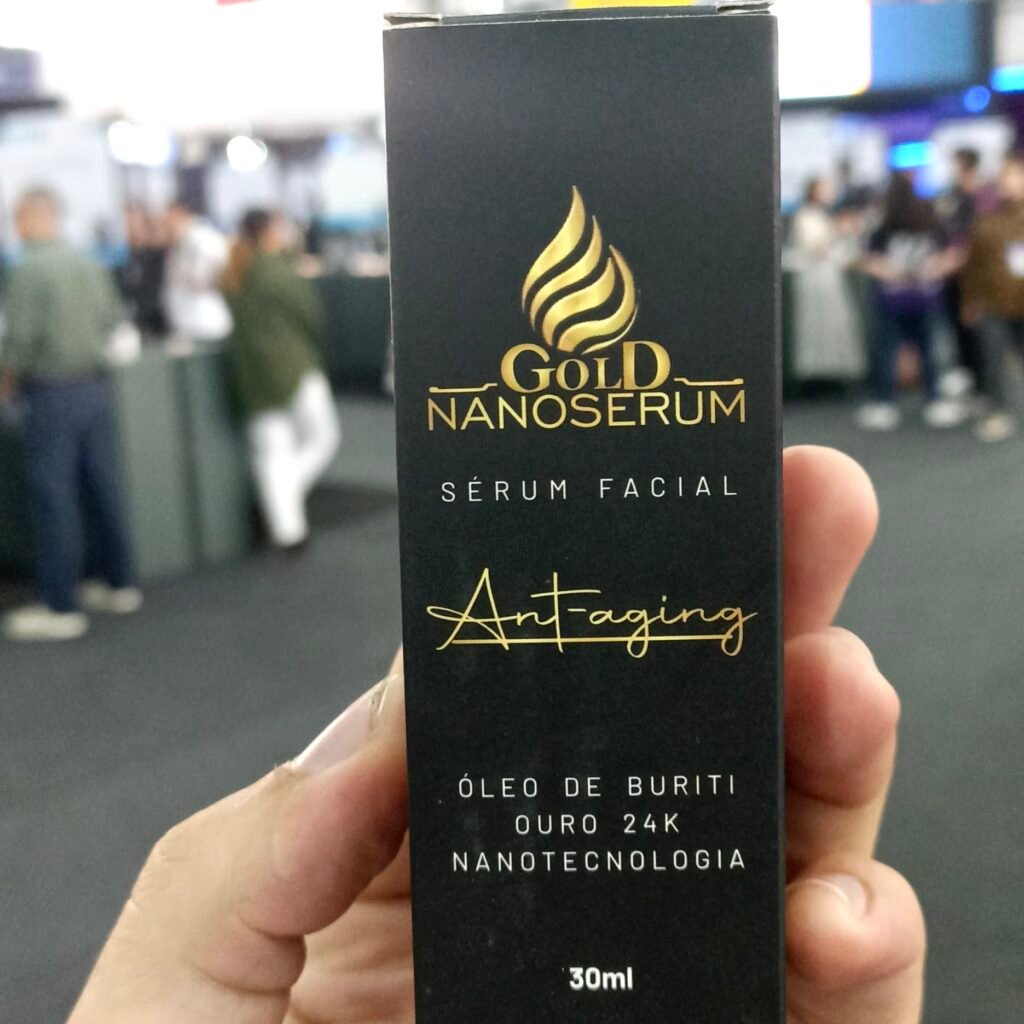 GOLD
NANOSERUM
SÉRUM FACIAL
Ant-aging
ÓLEO DE BURITI
OURO 24K
NANOTECNOLOGIA
30ml